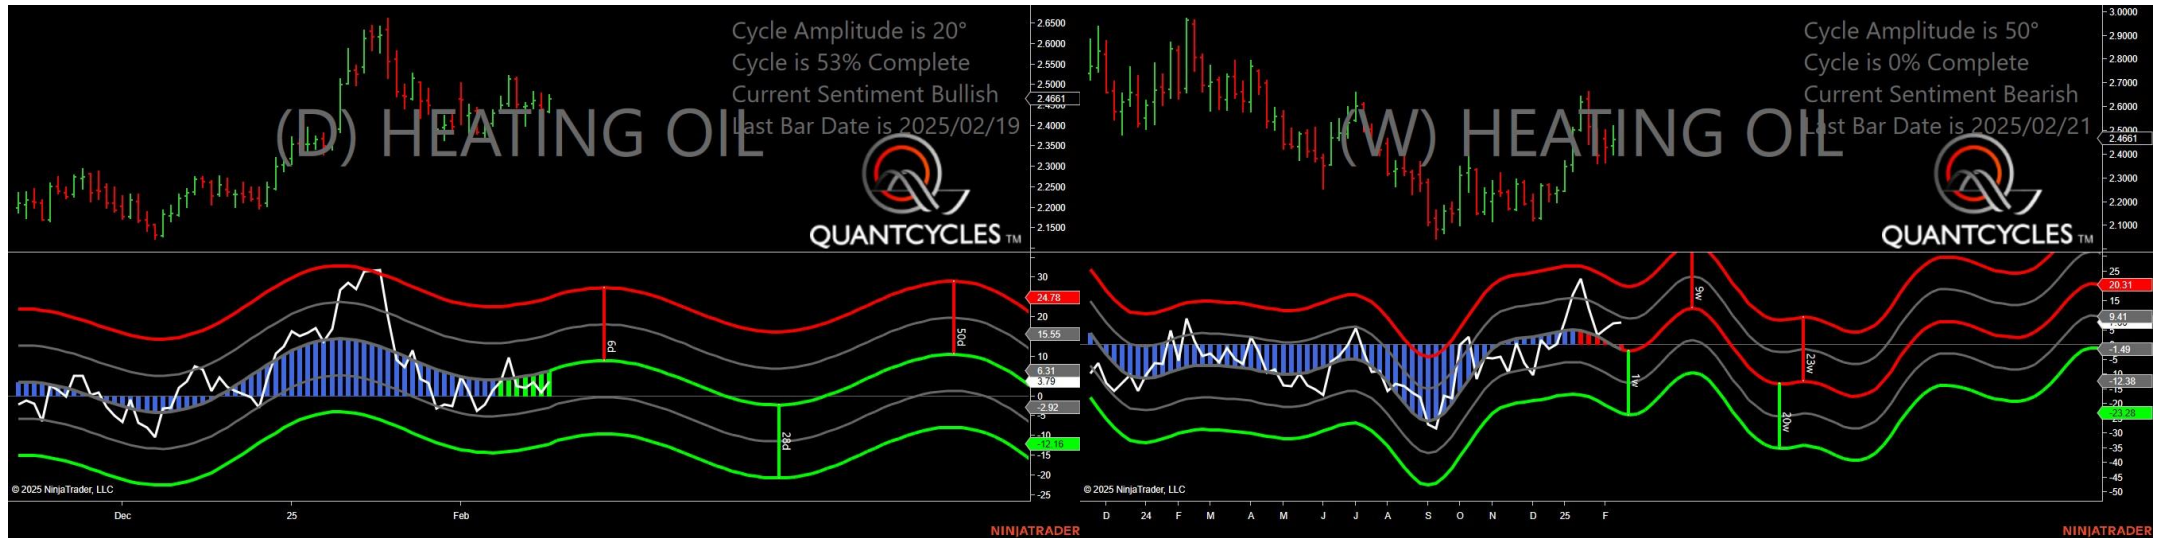 Cycle Amplitude is 20°
Cycle is 53% Complete
Current Sentiment Bullish
Last Bar Date is 2025/02/19
(D) HEATING OIL
QUANTCYCLES TM
2.6500
2.6000
2.5500
2.5000
2.4661
2.4000
2.3500
2.3000
2.2500
2.2000
2.1500
30
24.78
20
15.55
10
6.31
3.79
0
-2.92
-5
-10
-12.16
-15
-20
-25
6d
28d
50d
© 2025 NinjaTrader, LLC
Dec
25
Feb
NINJATRADER
Cycle Amplitude is 50°
Cycle is 0% Complete
Current Sentiment Bearish
Last Bar Date is 2025/02/21
(W) HEATING OIL
QUANTCYCLES TM
3.0000
2.9000
2.8000
2.7000
2.6000
2.5000
2.4661
2.4000
2.3000
2.2000
2.1000
25
20.31
15
9.41
5
-1.49
-12.38
-15
-20
-23.28
-30
-35
-40
-45
-50
1w
9w
20w
23w
© 2025 NinjaTrader, LLC
D
24
F
M
A
M
J
J
A
S
O
N
D
25
F
NINJATRADER